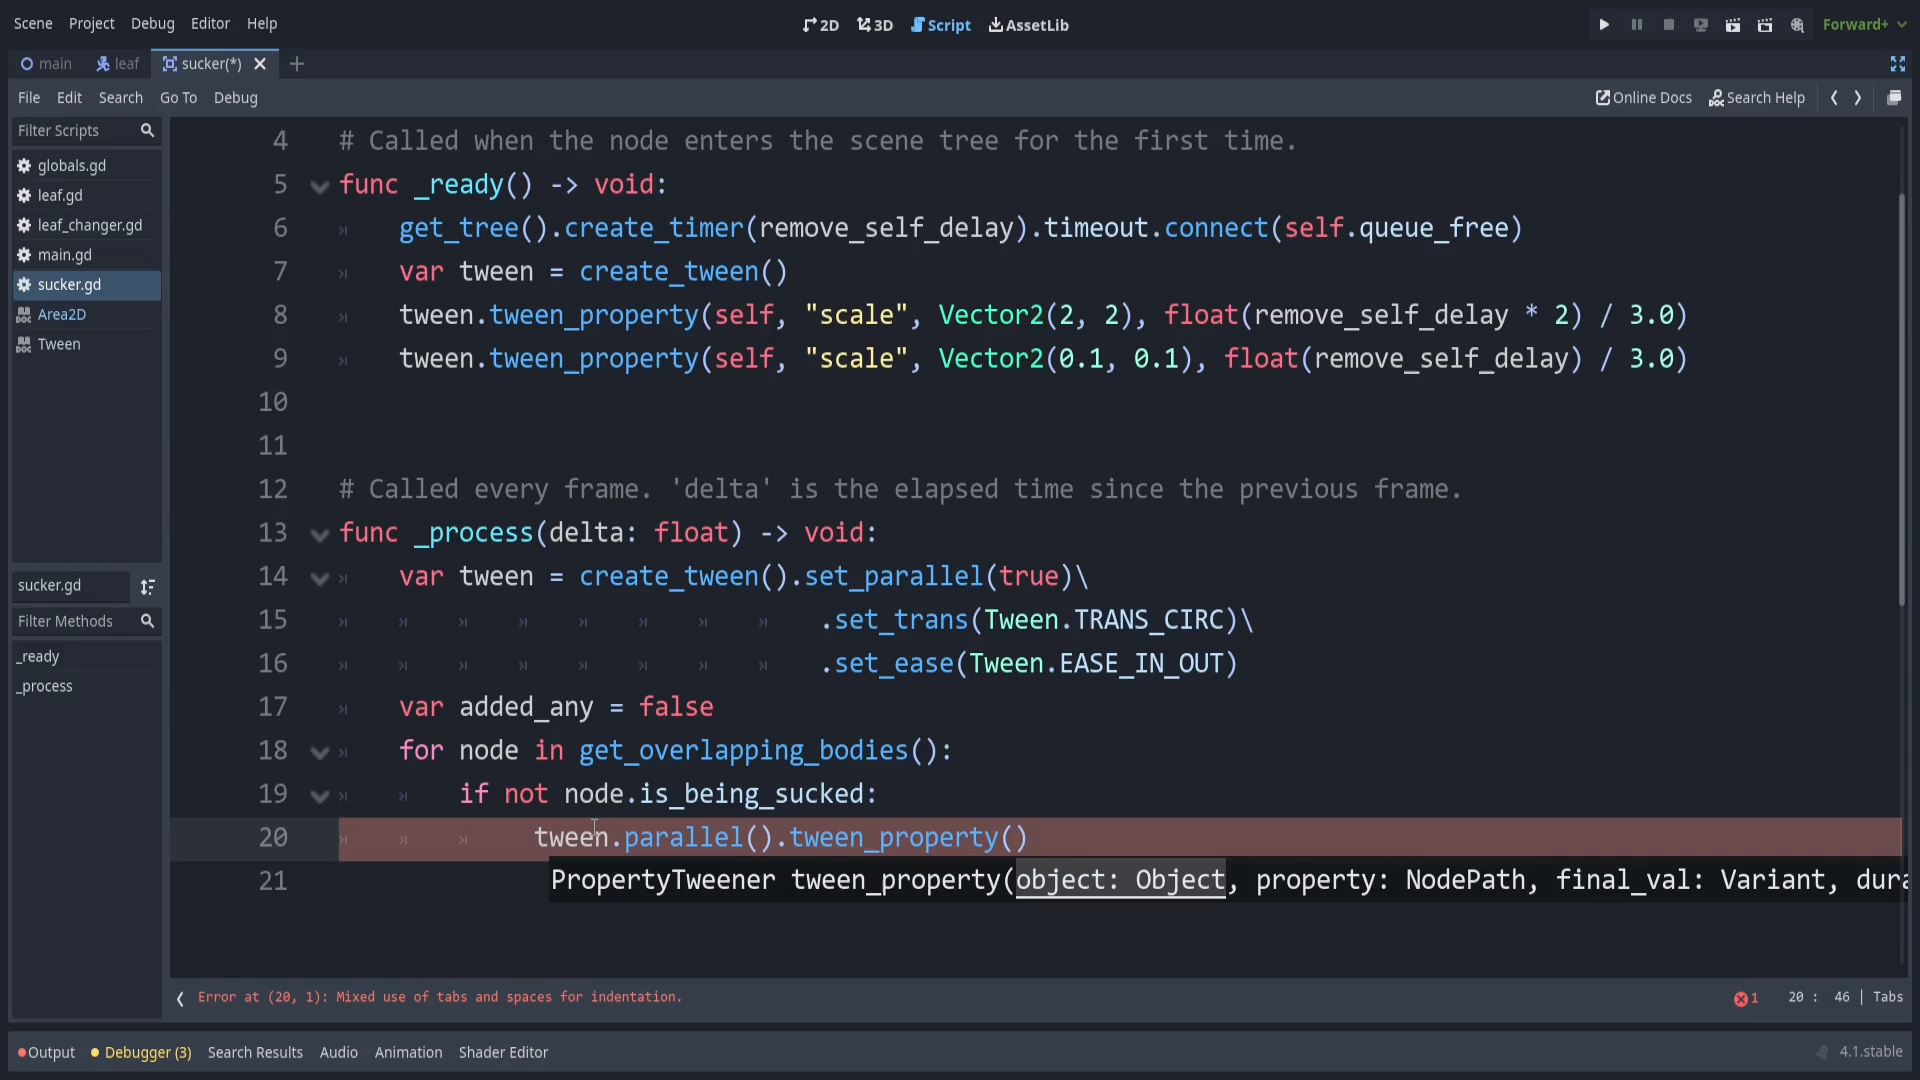 Scene Project Debug Editor Help
2D 3D Script AssetLib
Forward+
main leaf sucker(*)
File Edit Search Go To Debug
Online Docs Search Help
Filter Scripts
globals.gd
leaf.gd
leaf_changer.gd
main.gd
sucker.gd
Area2D
Tween
sucker.gd
Filter Methods
_ready
_process
4 # Called when the node enters the scene tree for the first time.
5 func _ready() -> void:
6 get_tree().create_timer(remove_self_delay).timeout.connect(self.queue_free)
7 var tween = create_tween()
8 tween.tween_property(self, "scale", Vector2(2, 2), float(remove_self_delay * 2) / 3.0)
9 tween.tween_property(self, "scale", Vector2(0.1, 0.1), float(remove_self_delay) / 3.0)
10
11
12 # Called every frame. 'delta' is the elapsed time since the previous frame.
13 func _process(delta: float) -> void:
14 var tween = create_tween().set_parallel(true)\
15 .set_trans(Tween.TRANS_CIRC)\
16 .set_ease(Tween.EASE_IN_OUT)
17 var added_any = false
18 for node in get_overlapping_bodies():
19 if not node.is_being_sucked:
20 tween.parallel().tween_property()
21 PropertyTweener tween_property(object: Object, property: NodePath, final_val: Variant, dura
Error at (20, 1): Mixed use of tabs and spaces for indentation.
1 20 : 46 | Tabs
Output Debugger (3) Search Results Audio Animation Shader Editor
4.1.stable